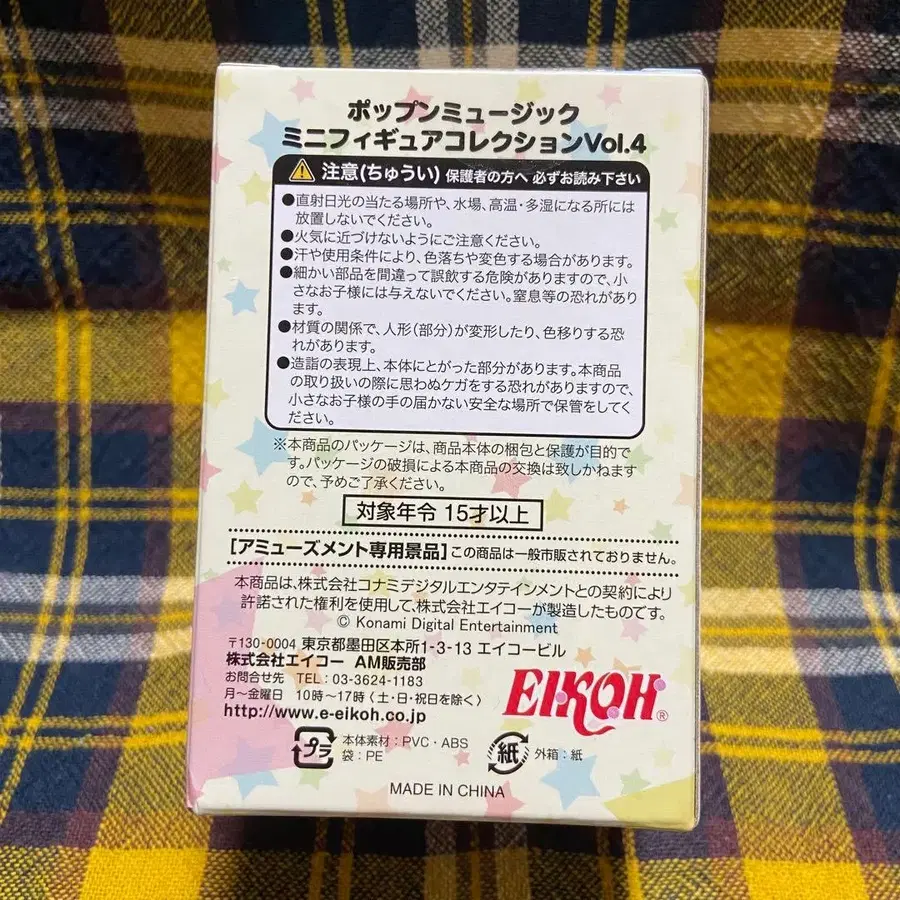 ポップンミュージック
ミニフィギュアコレクションVol.4
注意(ちゅうい) 保護者の方へ 必ずお読み下さい
●直射日光の当たる場所や、水場、高温・多湿になる所には
放置しないでください。
●火気に近づけないようにご注意ください。
●汗や使用条件により、色落ちや変色する場合があります。
●細かい部品を間違って誤飲する危険がありますので、小
さなお子様には与えないでください。窒息等の恐れがあり
ます。
●材質の関係で、人形(部分)が変形したり、色移りする恐
れがあります。
●造詣の表現上、本体にとがった部分があります。本商品
の取り扱いの際に思わぬケガをする恐れがありますので、
小さなお子様の手の届かない安全な場所で保管をしてく
ださい。
※本商品のパッケージは、商品本体の梱包と保護が目的で
す。パッケージの破損による本商品の交換は致しかねます
ので、予めご了承ください。
対象年令 15才以上
[アミューズメント専用景品] この商品は一般市販されておりません。
本商品は、株式会社コナミデジタルエンタテインメントとの契約により
許諾された権利を使用して、株式会社エイコーが製造したものです。
© Konami Digital Entertainment
〒130-0004 東京都墨田区本所1-3-13 エイコービル
株式会社エイコー AM販売部
お問合せ先 TEL:03-3624-1183
月~金曜日 10時~17時(土・日・祝日を除く)
http://www.e-eikoh.co.jp
EIKOH®
プラ 本体素材:PVC・ABS
袋:PE
紙 外箱:紙
MADE IN CHINA